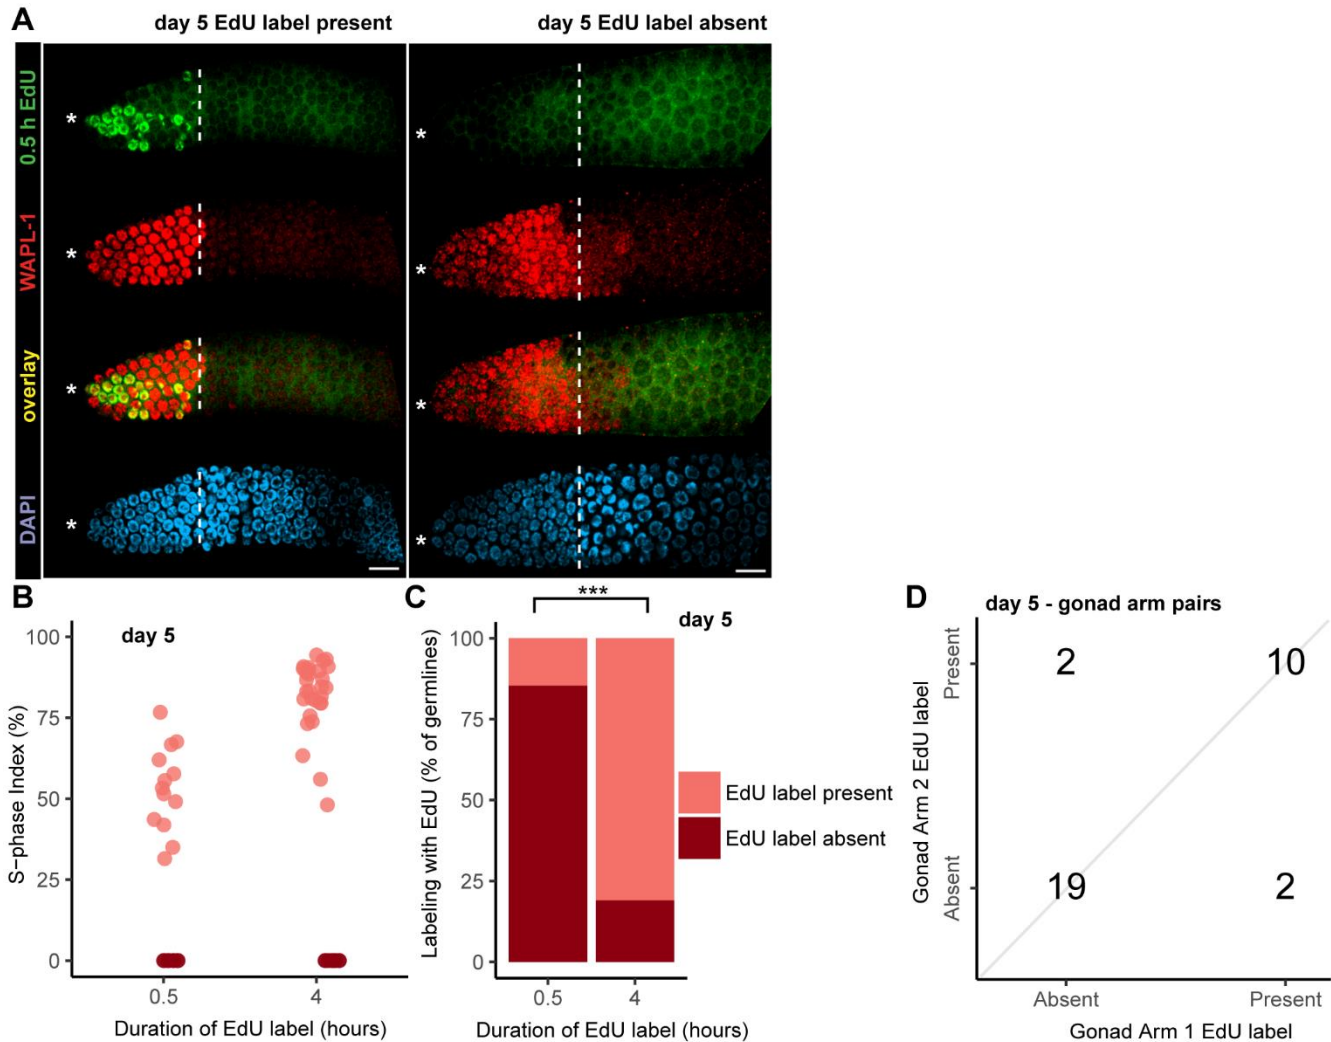 A
day 5 EdU label present
day 5 EdU label absent
0.5 h EdU
*
*
WAPL-1
*
*
overlay
*
*
DAPI
*
*
B
day 5
S−phase Index (%)
100
75
50
25
0
0.5
4
Duration of EdU label (hours)
C
***
day 5
Labeling with EdU (% of germlines)
100
75
50
25
0
0.5
4
Duration of EdU label (hours)
EdU label present
EdU label absent
D
day 5 - gonad arm pairs
Gonad Arm 2 EdU label
Present
Absent
2
10
19
2
Absent
Present
Gonad Arm 1 EdU label